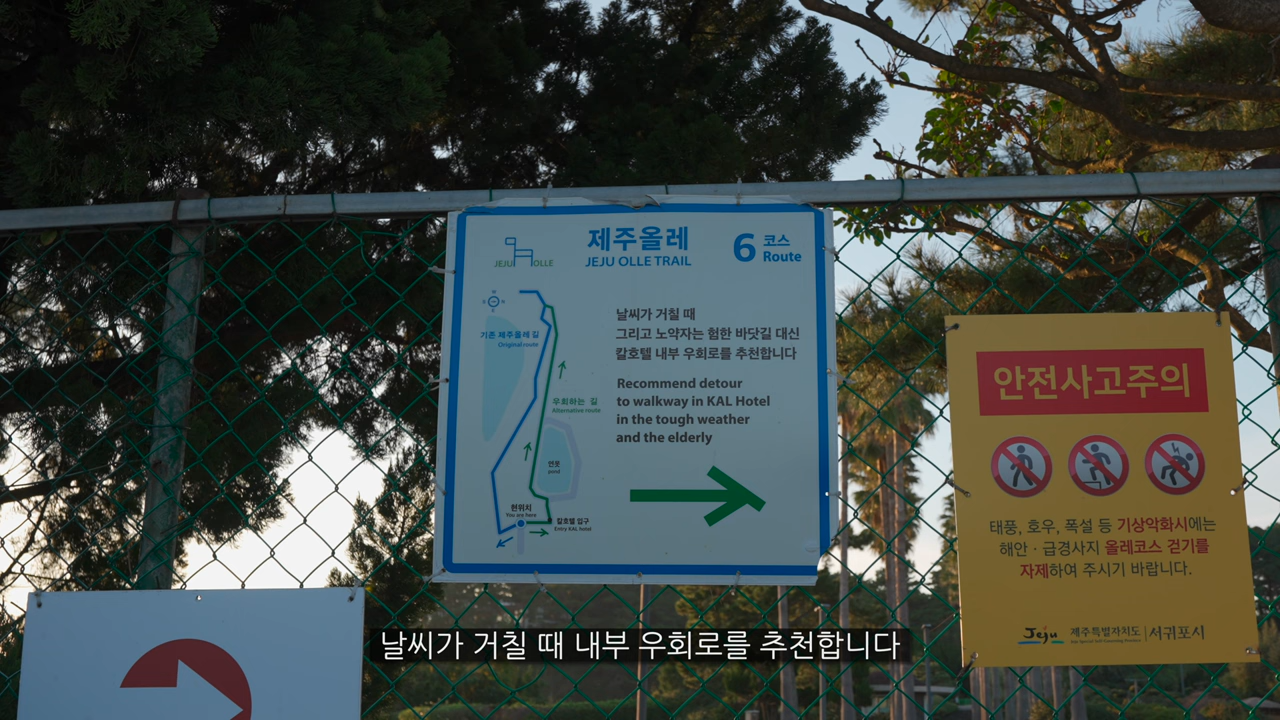 JEJU OLLE
제주올레
JEJU OLLE TRAIL
6 코스
Route
기존 제주올레길
Original route
우회하는 길
Alternative route
연못
pond
현위치
You are here
칼호텔 입구
Entry KAL hotel
날씨가 거칠 때
그리고 노약자는 험한 바닷길 대신
칼호텔 내부 우회로를 추천합니다
Recommend detour
to walkway in KAL Hotel
in the tough weather
and the elderly
안전사고주의
태풍, 호우, 폭설 등 기상악화시에는
해안 · 급경사지 올레코스 걷기를
자제하여 주시기 바랍니다.
Jeju 제주특별자치도 서귀포시
날씨가 거칠 때 내부 우회로를 추천합니다